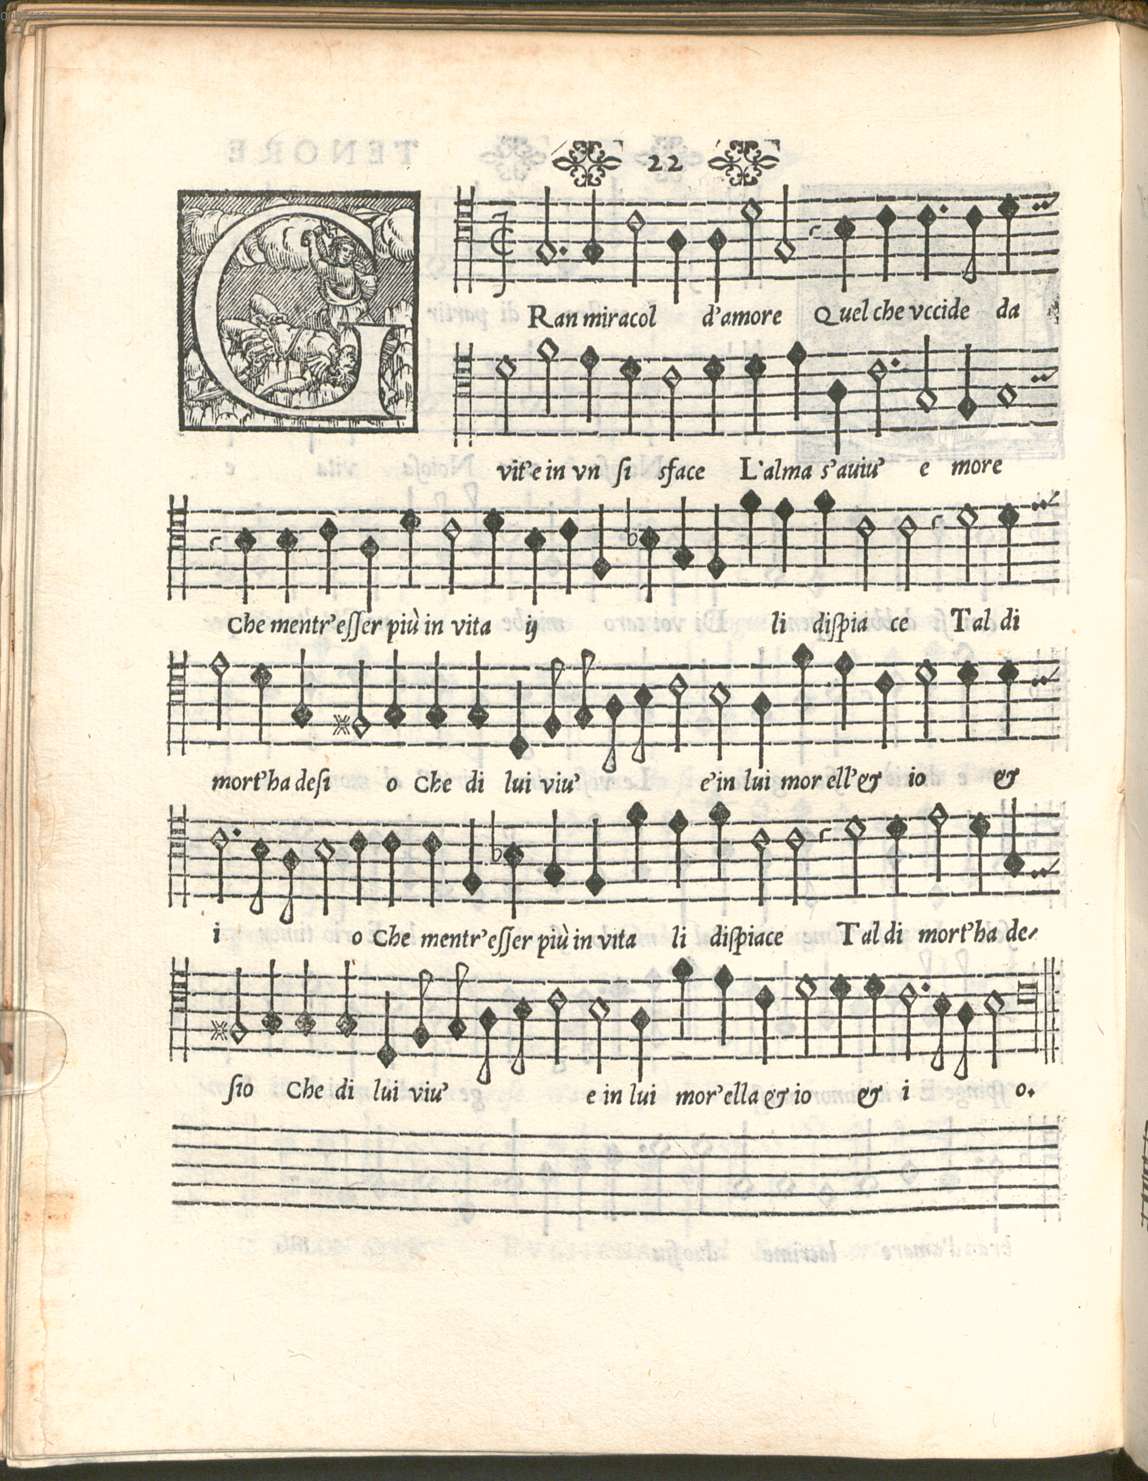 22
GRan miracol d'amore Quel che vccide da
vit'e in vn si sface L'alma s'auiu' e more
Che mentr'esser più in vita ij li dispia ce Tal di
mort'ha desi o Che di lui viu' e'in lui mor ell'& io &
i o Che mentr'esser più in vita li dispiace Tal di mort'ha de-
sio Che di lui viu' e in lui mor'ella & io & i o.